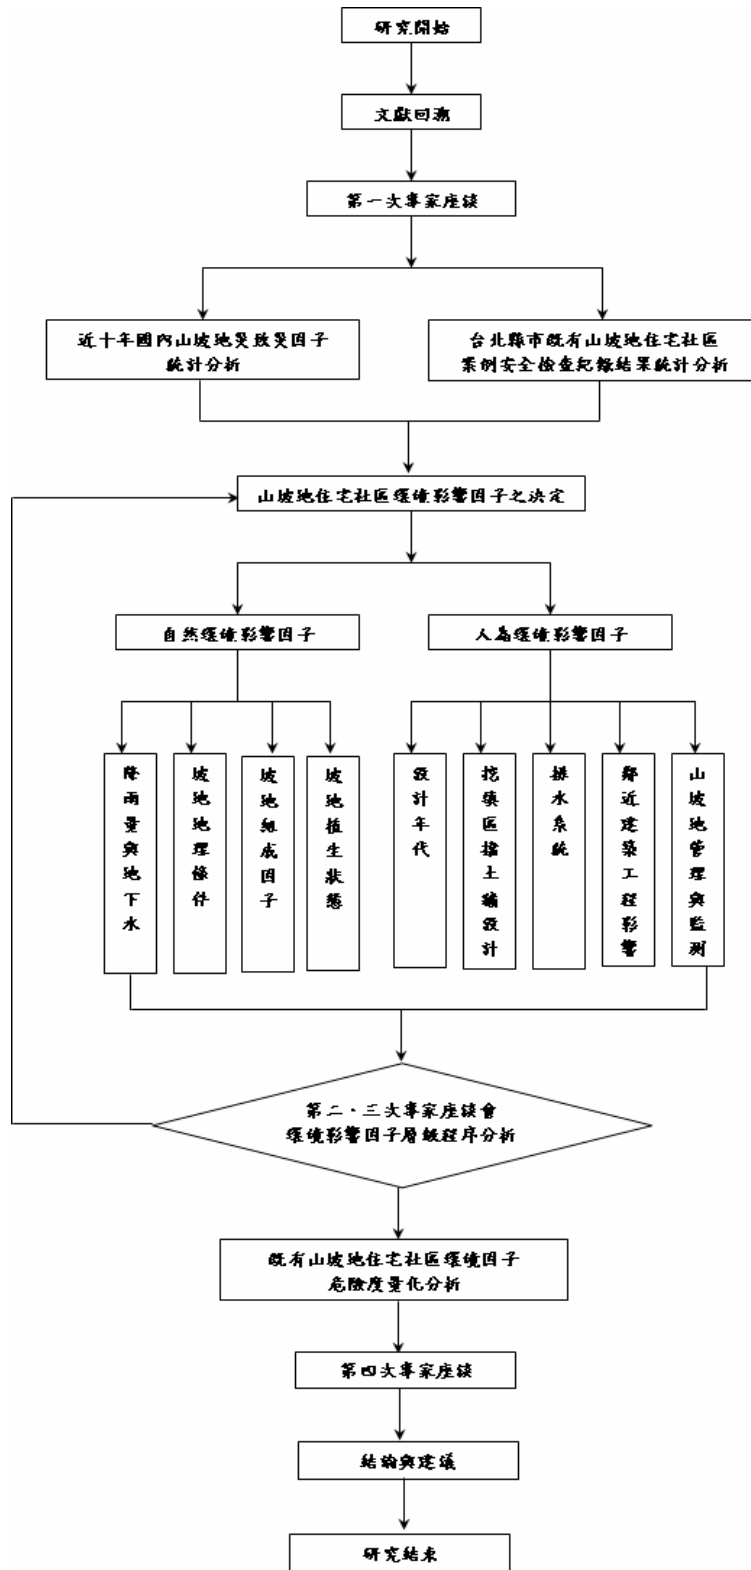 研究開始
文獻回溯
第一次專家座談
近十年國內山坡地災致災因子
統計分析
台北縣市既有山坡地住宅社區
案例安全檢查紀錄結果統計分析
山坡地住宅社區環境影響因子之決定
自然環境影響因子
人為環境影響因子
降雨量與地下水
坡地地理條件
坡地組成因子
坡地植生狀態
設計年代
挖填區擋土牆設計
排水系統
鄰近建築工程影響
山坡地管理與監測
第二、三次專家座談會
環境影響因子層級程序分析
既有山坡地住宅社區環境因子
危險度量化分析
第四次專家座談
結論與建議
研究結束